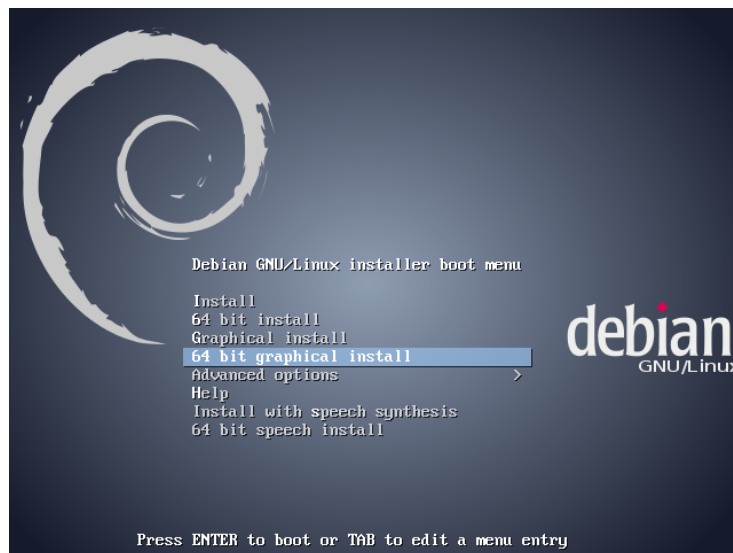 Debian GNU/Linux installer boot menu
Install
64 bit install
Graphical install
64 bit graphical install
Advanced options >
Help
Install with speech synthesis
64 bit speech install
debian
GNU/Linux
Press ENTER to boot or TAB to edit a menu entry